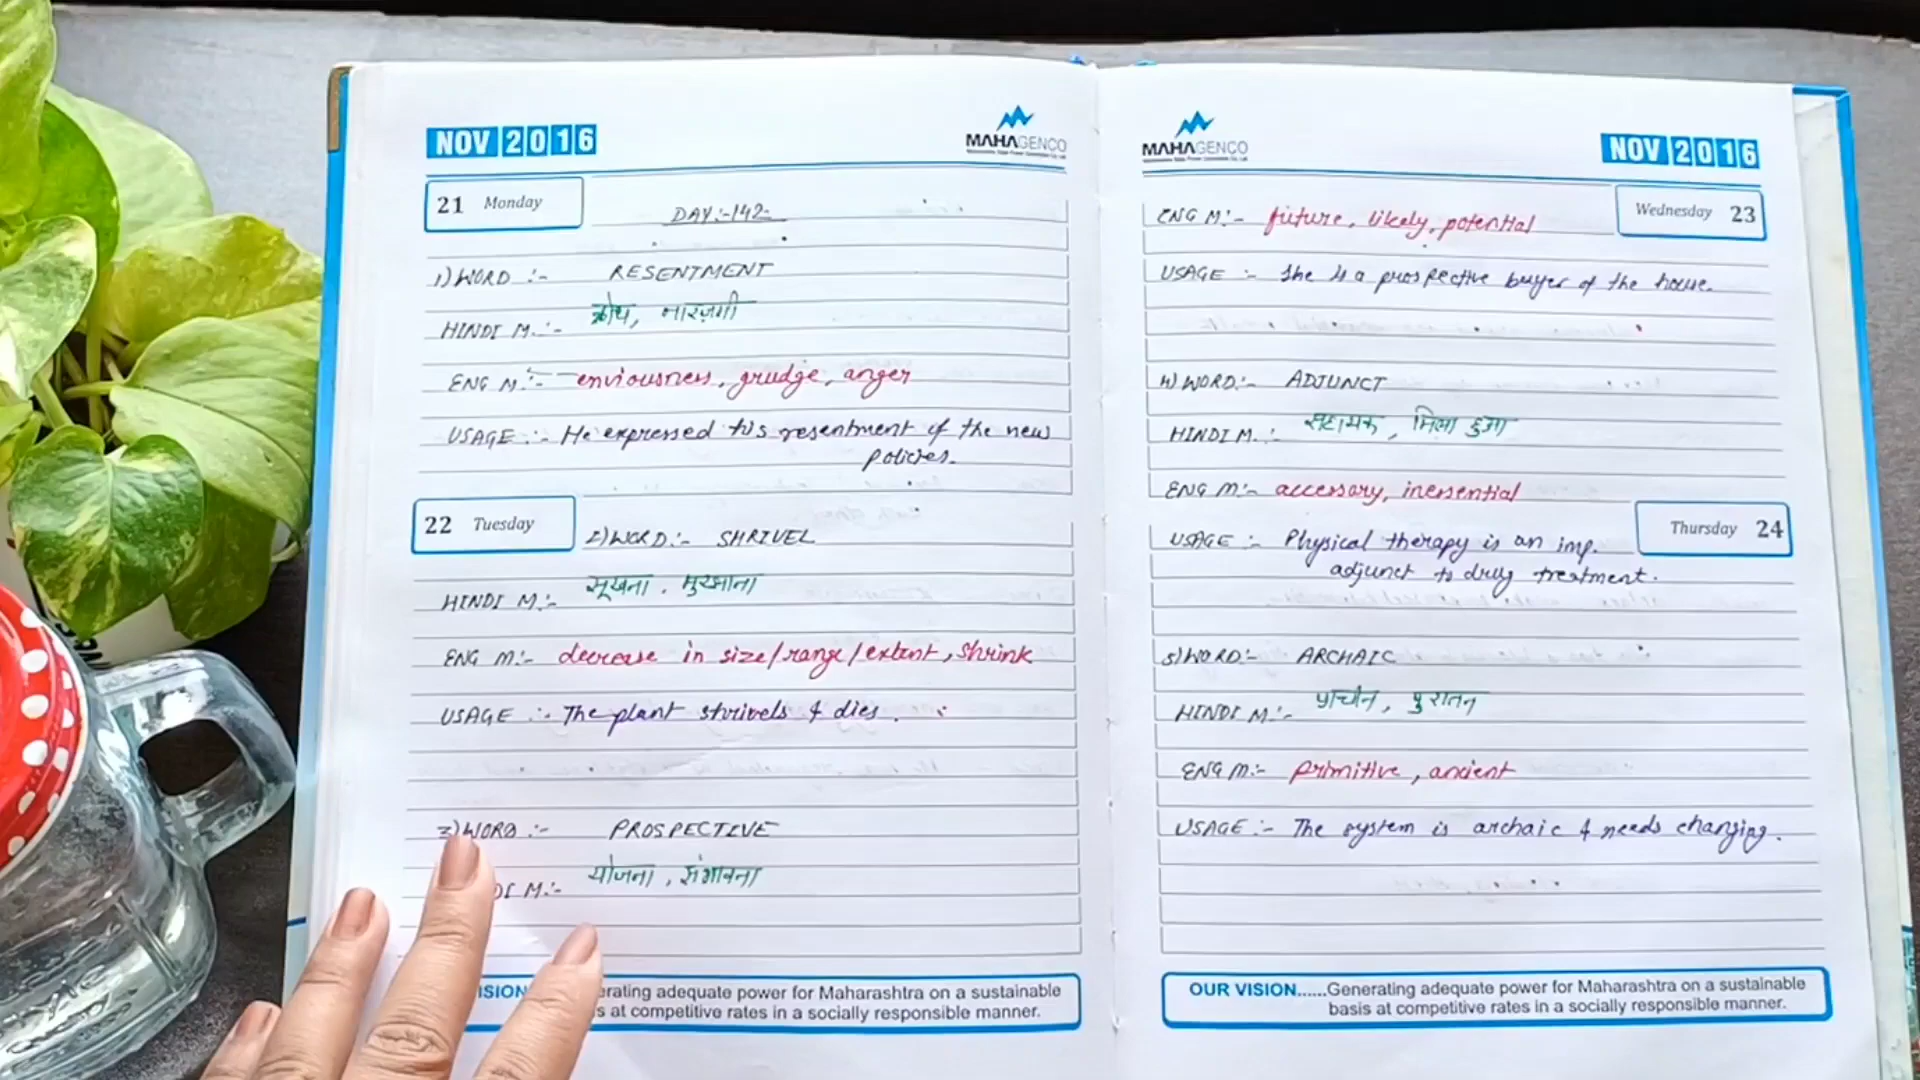 NOV 2016
MAHAGENCO
21 Monday
DAY:-142-
1) WORD :- RESENTMENT
HINDI M.:- क्रोध, नारज़गी
ENG M.:- enviousness, grudge, anger
USAGE :- He expressed his resentment of the new
policies.
22 Tuesday
2) WORD:- SHRIVEL
HINDI M:- सूखना, मुरझाना
ENG M:- decrease in size/range/extent, shrink
USAGE :- The plant shrivels & dies.
3) WORD :- PROSPECTIVE
DI M:- योजना, संभावना
ISION
erating adequate power for Maharashtra on a sustainable
s at competitive rates in a socially responsible manner.
MAHAGENCO
NOV 2016
Wednesday 23
ENG M:- future, likely, potential
USAGE :- She is a prospective buyer of the house.
4) WORD:- ADJUNCT
HINDI M.:- सहायक, मिला हुआ
ENG M:- accessory, inessential
Thursday 24
USAGE :- Physical therapy is an imp.
adjunct to drug treatment.
5) WORD:- ARCHAIC
HINDI M:- प्राचीन, पुरातन
ENG M:- primitive, ancient
USAGE :- The system is archaic & needs changing.
OUR VISION......Generating adequate power for Maharashtra on a sustainable
basis at competitive rates in a socially responsible manner.